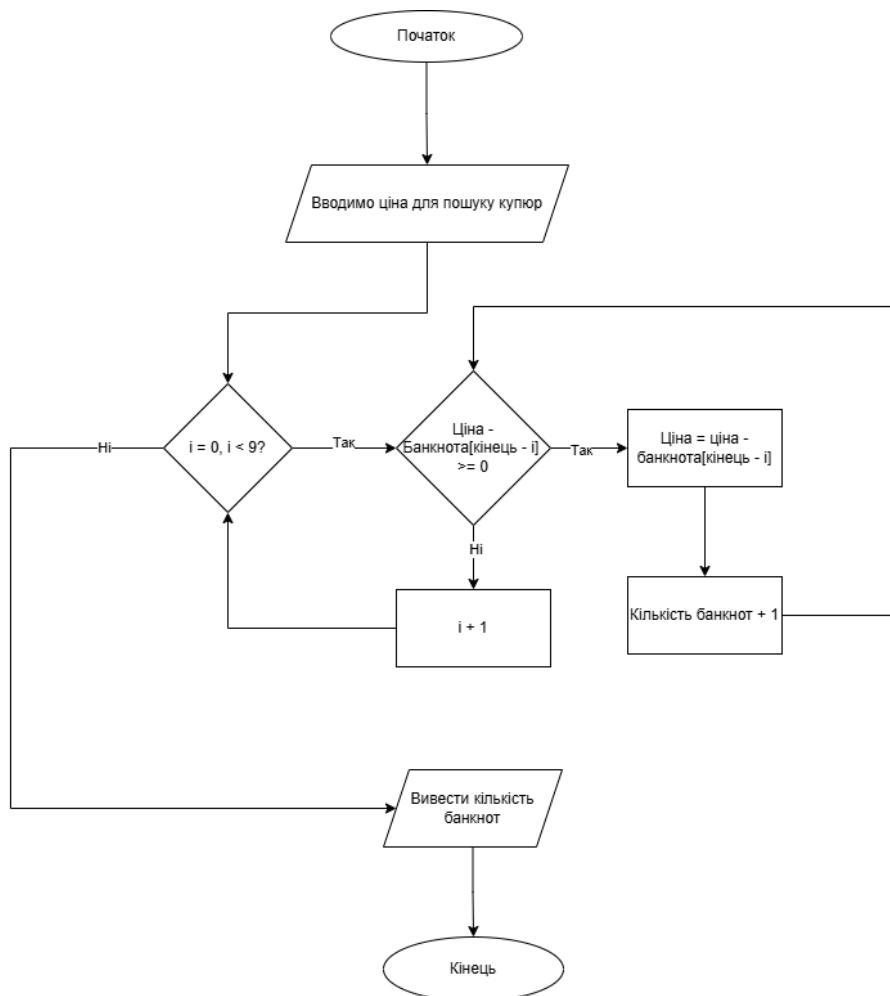 Початок
Вводимо ціна для пошуку купюр
Ні
i = 0, i < 9?
Так
Ціна -
Банкнота[кінець - i]
>= 0
Так
Ціна = ціна -
банкнота[кінець - i]
Ні
i + 1
Кількість банкнот + 1
Вивести кількість
банкнот
Кінець